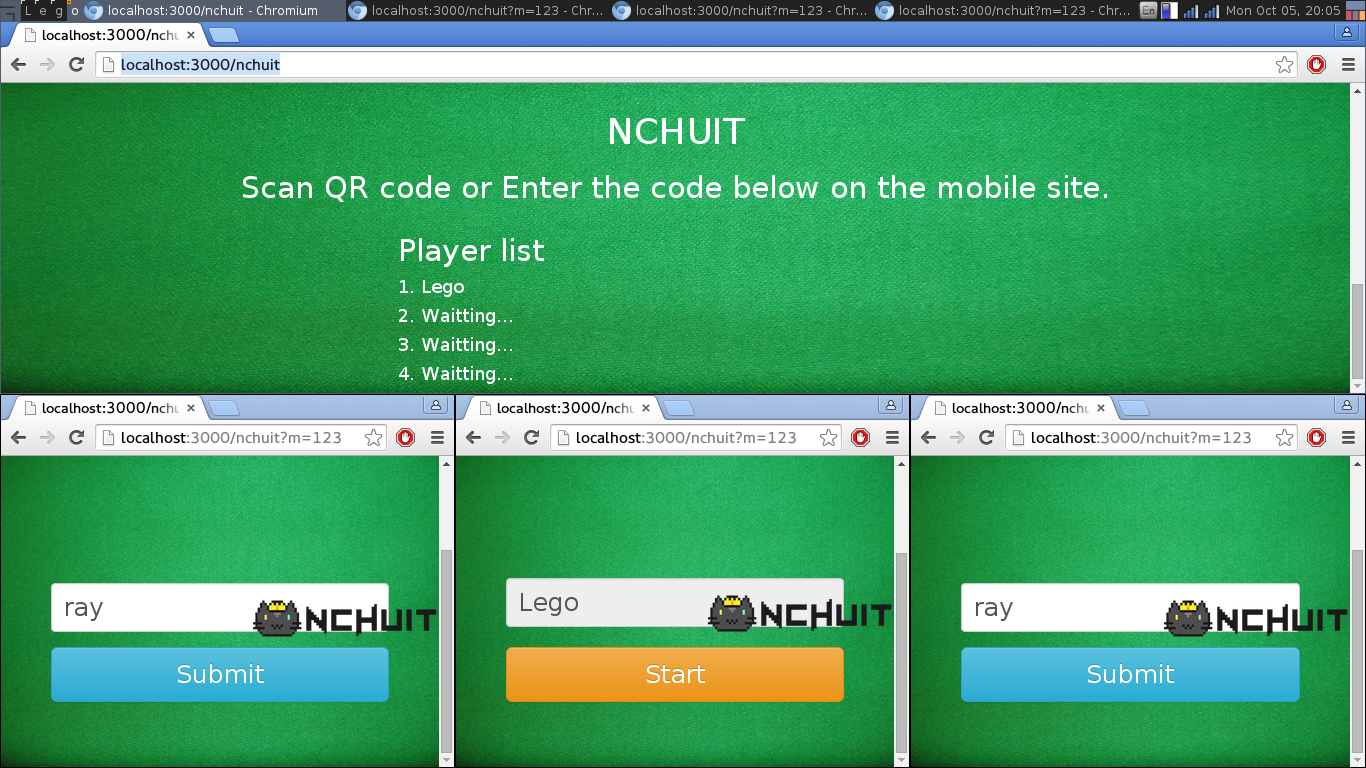 L e g o localhost:3000/nchuit - Chromium localhost:3000/nchuit?m=123 - Chr... localhost:3000/nchuit?m=123 - Chr... localhost:3000/nchuit?m=123 - Chr... En Mon Oct 05, 20:05
localhost:3000/nchu
localhost:3000/nchuit
NCHUIT
Scan QR code or Enter the code below on the mobile site.
Player list
1. Lego
2. Waitting...
3. Waitting...
4. Waitting...
localhost:3000/nchu
localhost:3000/nchuit?m=123
ray
NCHUIT
Submit
localhost:3000/nchu
localhost:3000/nchuit?m=123
Lego
NCHUIT
Start
localhost:3000/nchu
localhost:3000/nchuit?m=123
ray
NCHUIT
Submit